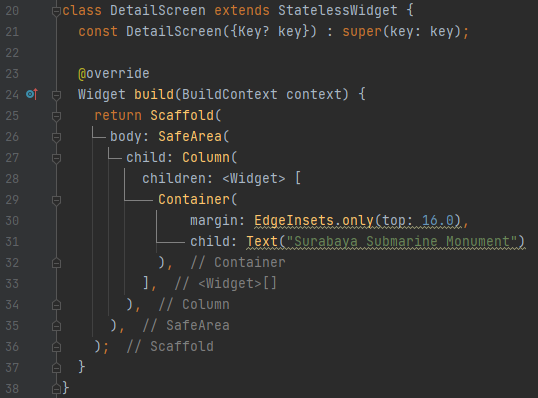 20 class DetailScreen extends StatelessWidget {
21   const DetailScreen({Key? key}) : super(key: key);
22
23   @override
24   Widget build(BuildContext context) {
25     return Scaffold(
26       body: SafeArea(
27         child: Column(
28           children: <Widget> [
29             Container(
30                 margin: EdgeInsets.only(top: 16.0),
31                 child: Text("Surabaya Submarine Monument")
32             ),  // Container
33           ],  // <Widget>[]
34         ),  // Column
35       ),  // SafeArea
36     );  // Scaffold
37   }
38 }